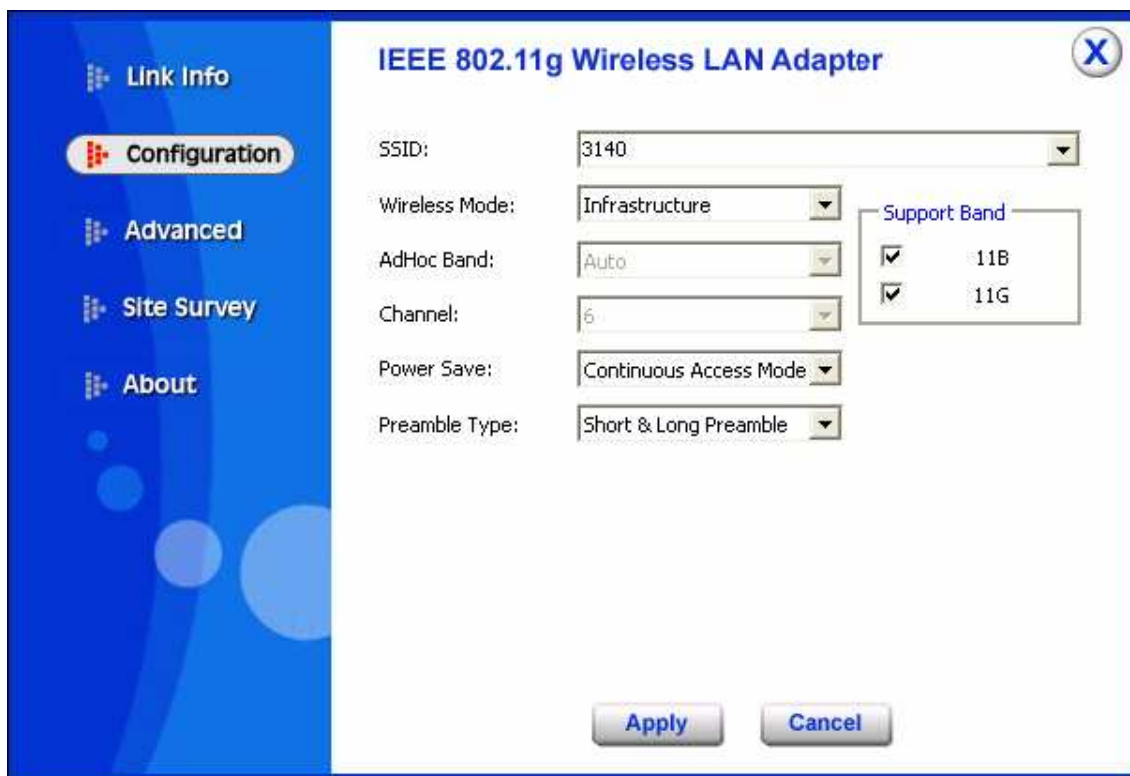 Link Info
Configuration
Advanced
Site Survey
About
IEEE 802.11g Wireless LAN Adapter
X
SSID: 3140
Wireless Mode: Infrastructure
AdHoc Band: Auto
Channel: 6
Power Save: Continuous Access Mode
Preamble Type: Short & Long Preamble
Support Band
11B
11G
Apply Cancel